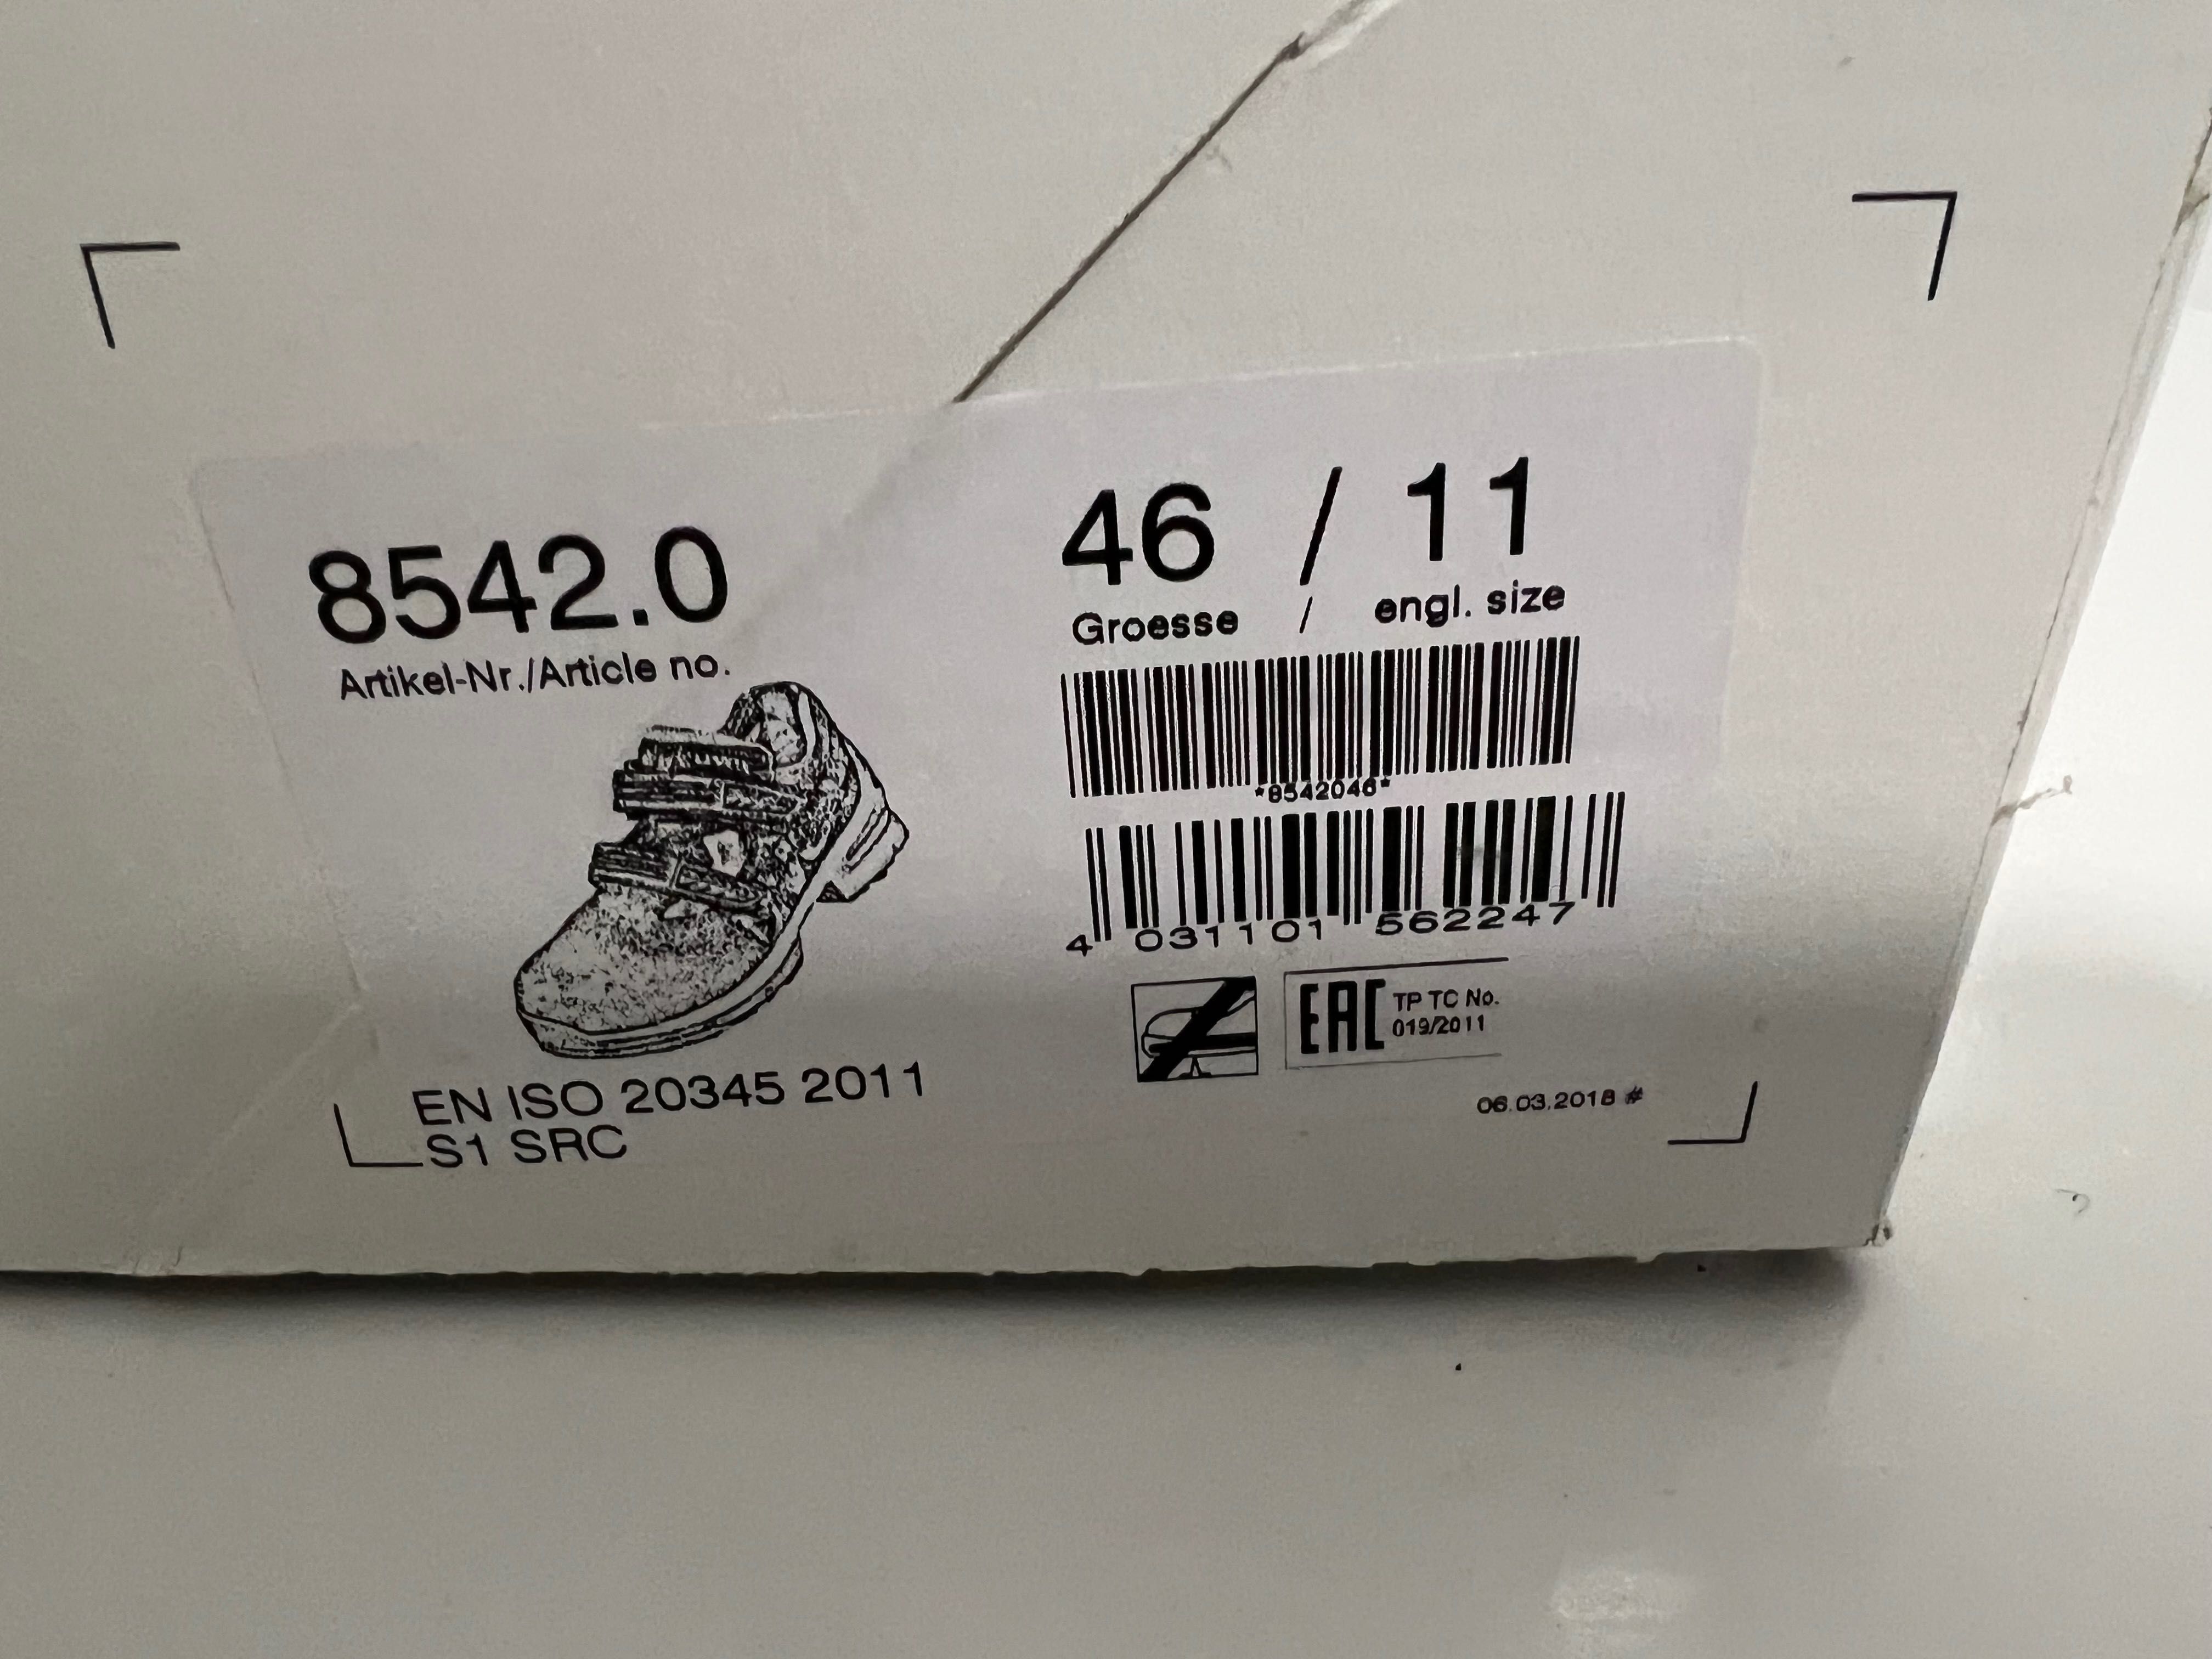 8542.0
Artikel-Nr./Article no.
46 / 11
Groesse / engl. size
*8542046*
4 031101 562247
EAC TP TC No.
019/2011
EN ISO 20345 2011
S1 SRC
06.03.2018 #